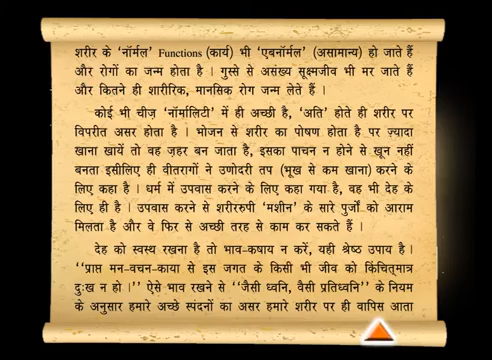 शरीर के 'नॉर्मल' Functions (कार्य) भी 'एबनॉर्मल' (असामान्य) हो जाते हैं
और रोगों का जन्म होता है । गुस्से से असंख्य सूक्ष्मजीव भी मर जाते हैं
और कितने ही शारीरिक, मानसिक रोग जन्म लेते हैं ।
कोई भी चीज़ 'नॉर्मालिटी' में ही अच्छी है, 'अति' होते ही शरीर पर
विपरीत असर होता है । भोजन से शरीर का पोषण होता है पर ज़्यादा
खाना खायें तो वह ज़हर बन जाता है, इसका पाचन न होने से खून नहीं
बनता इसीलिए ही वीतरागों ने उणोदरी तप (भूख से कम खाना) करने के
लिए कहा है । धर्म में उपवास करने के लिए कहा गया है, वह भी देह के
लिए ही है । उपवास करने से शरीररुपी 'मशीन' के सारे पुर्जों को आराम
मिलता है और वे फिर से अच्छी तरह से काम कर सकते हैं ।
देह को स्वस्थ रखना है तो भाव-कषाय न करें, यही श्रेष्ठ उपाय है ।
"प्राप्त मन-वचन-काया से इस जगत के किसी भी जीव को किंचित्मात्र
दुःख न हो ।" ऐसे भाव रखने से "जैसी ध्वनि, वैसी प्रतिध्वनि" के नियम
के अनुसार हमारे अच्छे स्पंदनों का असर हमारे शरीर पर ही वापिस आता